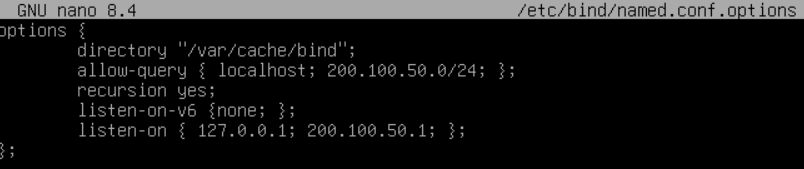 GNU nano 8.4 /etc/bind/named.conf.options
options {
directory "/var/cache/bind";
allow-query { localhost; 200.100.50.0/24; };
recursion yes;
listen-on-v6 {none; };
listen-on { 127.0.0.1; 200.100.50.1; };
};